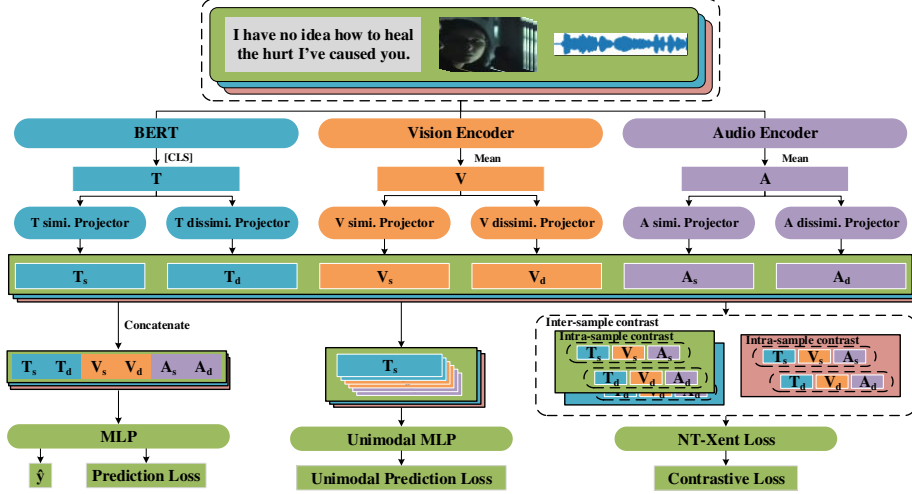 I have no idea how to heal
the hurt I've caused you.
BERT
Vision Encoder
Audio Encoder
[CLS]
Mean
Mean
T
V
A
T simi. Projector
T dissimi. Projector
V simi. Projector
V dissimi. Projector
A simi. Projector
A dissimi. Projector
Ts
Td
Vs
Vd
As
Ad
Concatenate
Inter-sample contrast
Intra-sample contrast
Intra-sample contrast
Ts Td Vs Vd As Ad
Ts
Ts Vs As
Td Vd Ad
Ts Vs As
Td Vd Ad
MLP
Unimodal MLP
NT-Xent Loss
ŷ
Prediction Loss
Unimodal Prediction Loss
Contrastive Loss